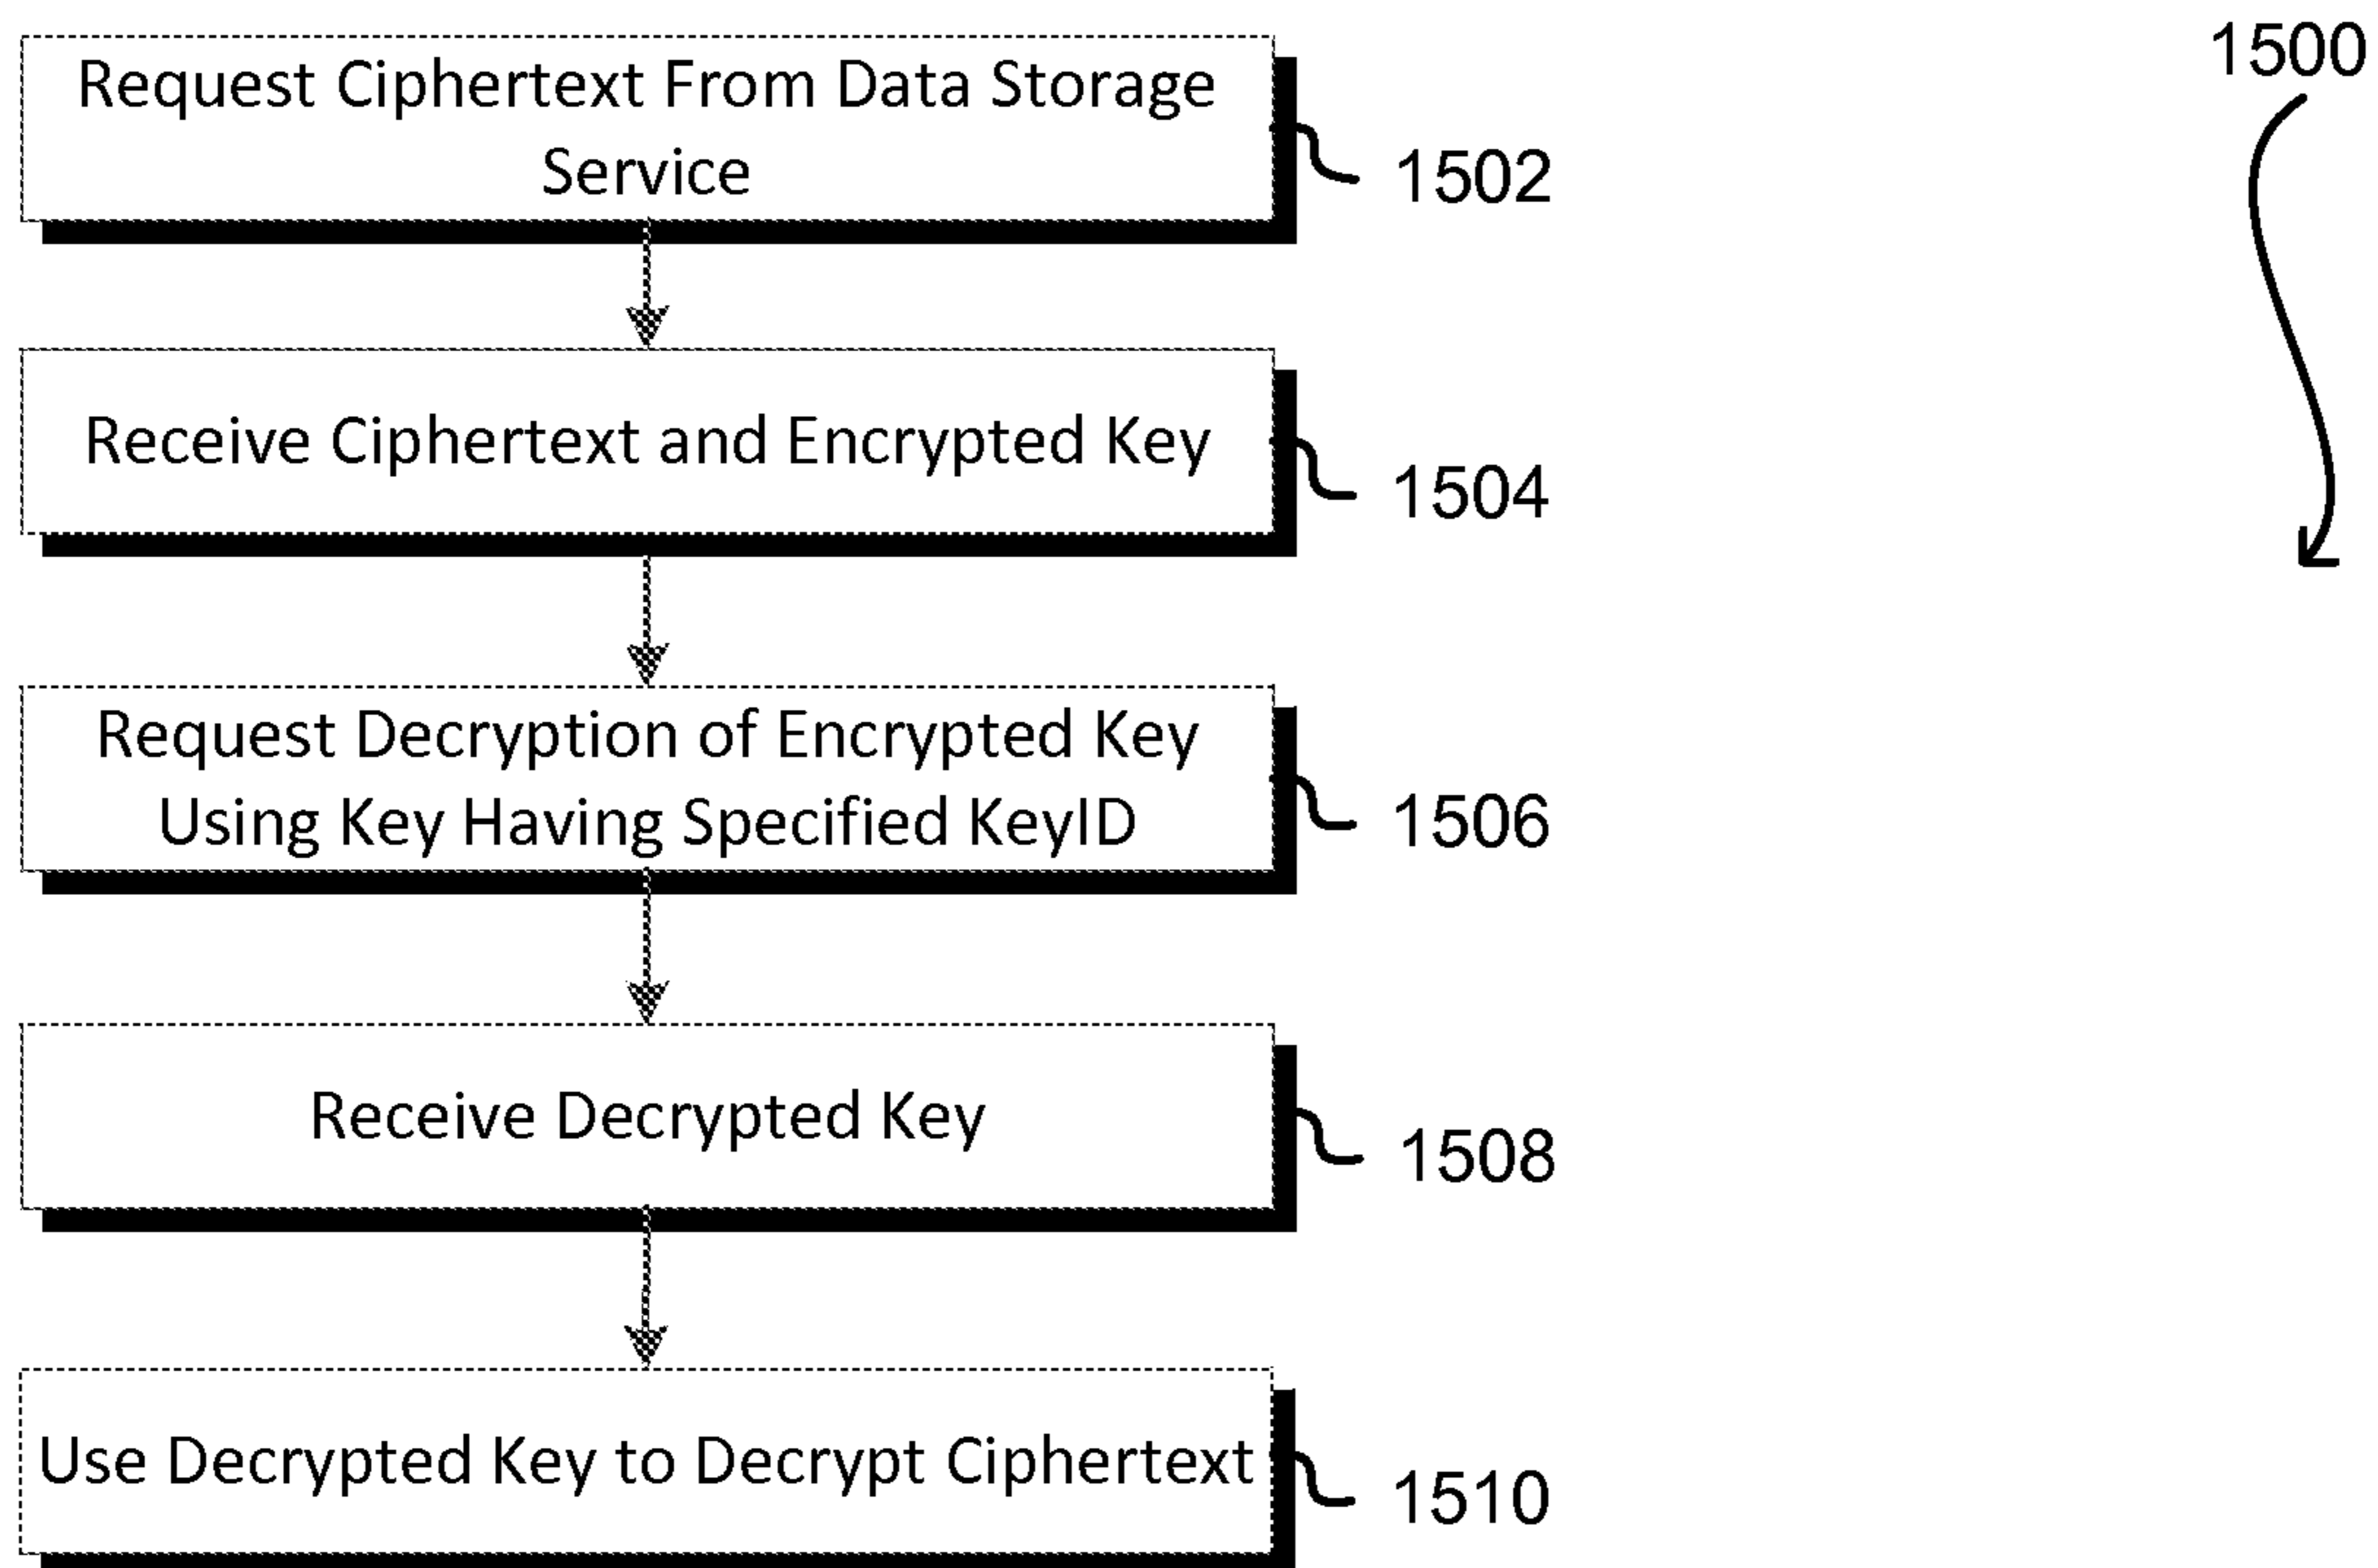 Request Ciphertext From Data Storage
Service
1502
1500
Receive Ciphertext and Encrypted Key
1504
Request Decryption of Encrypted Key
Using Key Having Specified KeyID
1506
Receive Decrypted Key
1508
Use Decrypted Key to Decrypt Ciphertext
1510